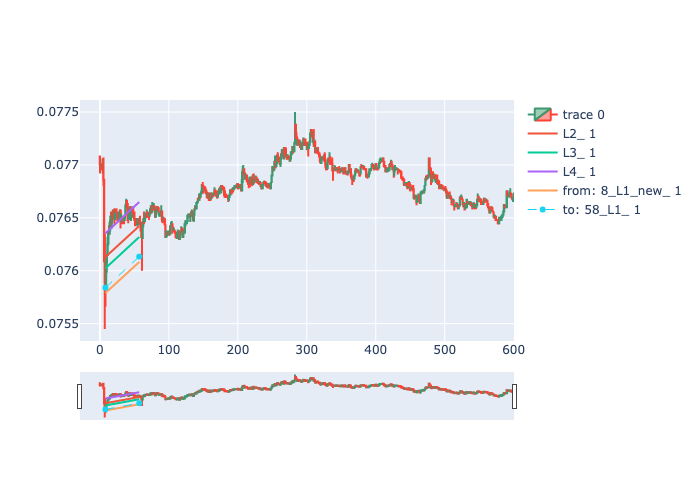 0.0775
0.077
0.0765
0.076
0.0755
0
100
200
300
400
500
600
trace 0
L2_ 1
L3_ 1
L4_ 1
from: 8_L1_new_ 1
to: 58_L1_ 1